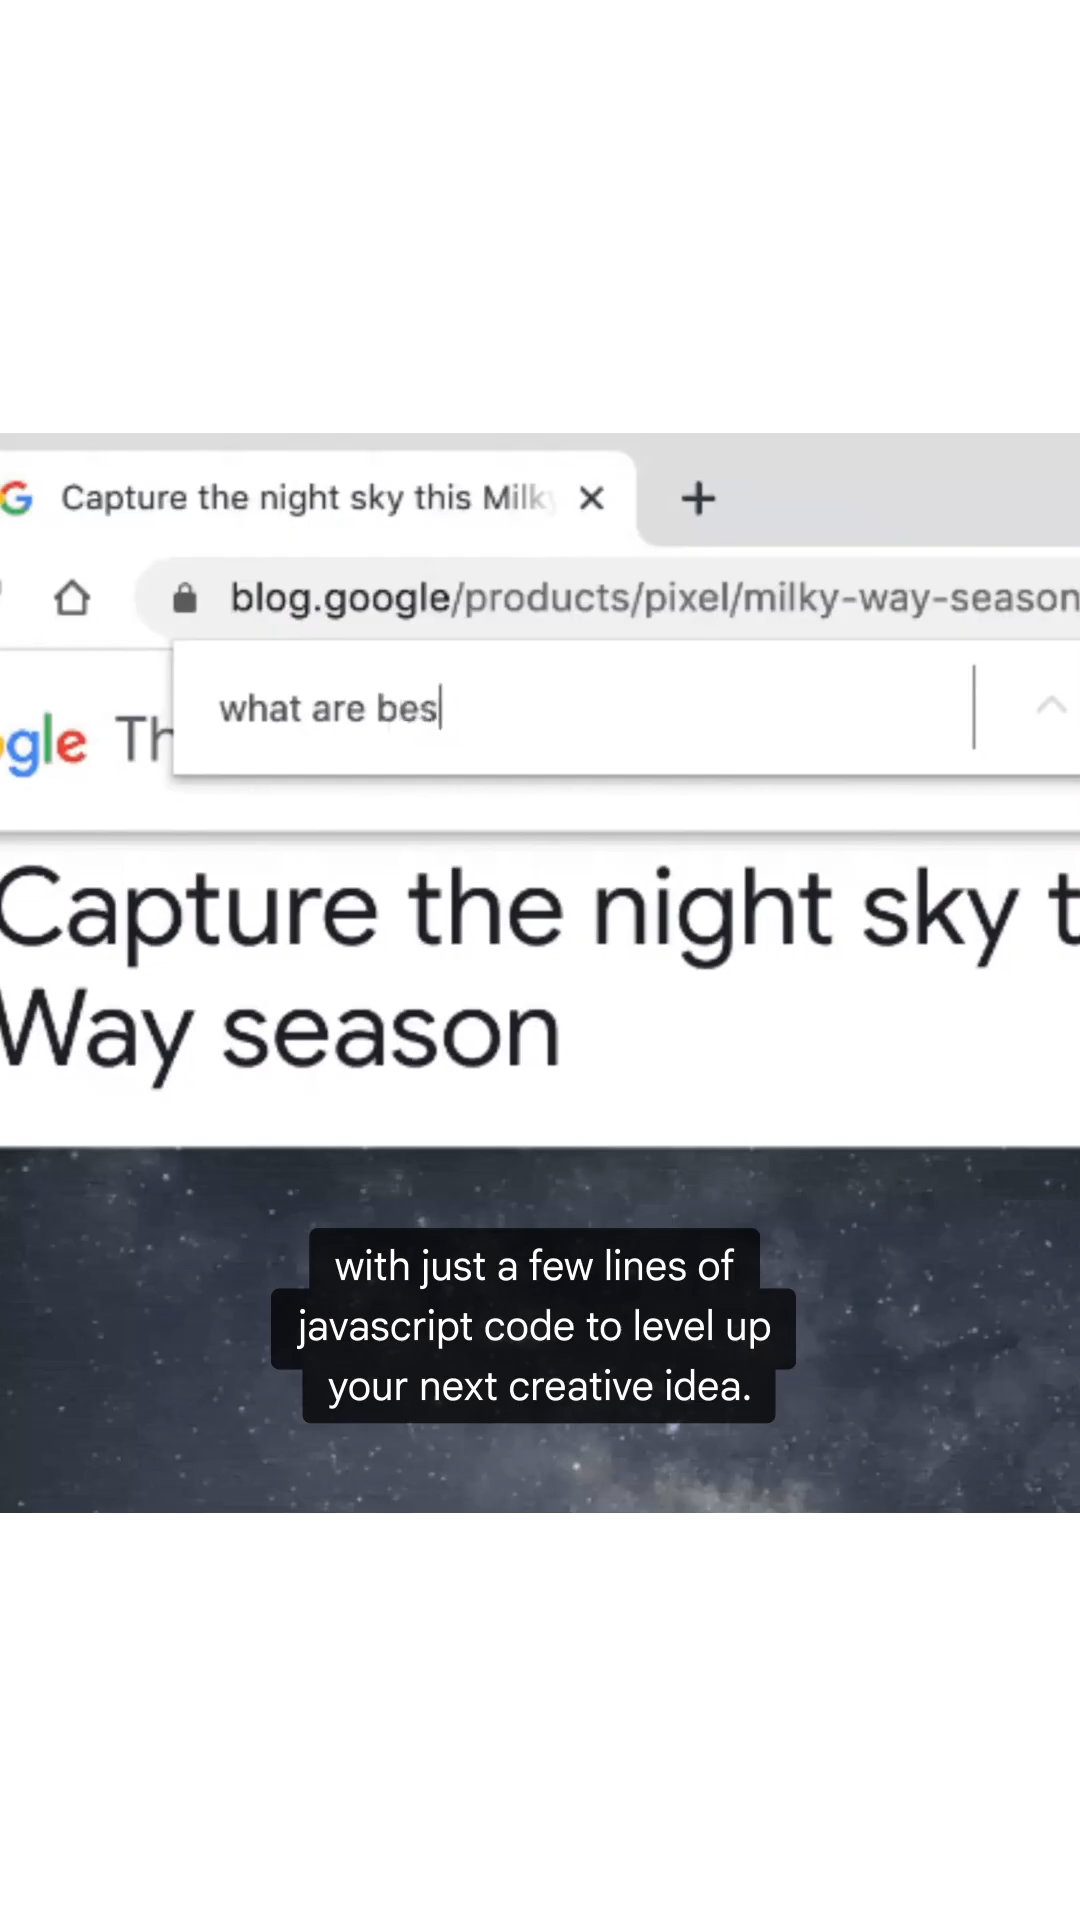 Capture the night sky this Milky
blog.google/products/pixel/milky-way-season
what are bes
gle Th
Capture the night sky t
Way season
with just a few lines of
javascript code to level up
your next creative idea.